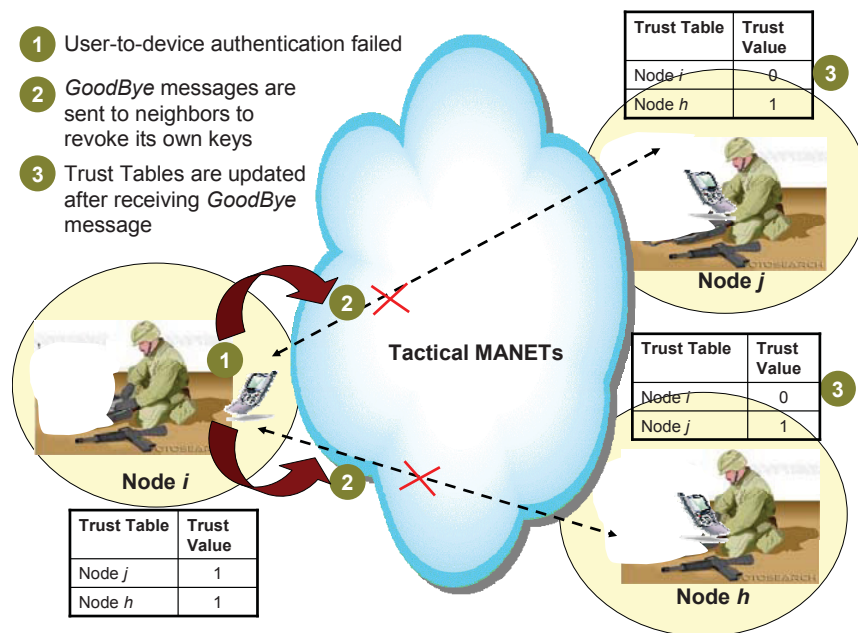 1 User-to-device authentication failed
2 GoodBye messages are
sent to neighbors to
revoke its own keys
3 Trust Tables are updated
after receiving GoodBye
message
Trust Table Trust
Value
Node i 0
Node h 1
3
Node j
2
1
Tactical MANETs
Trust Table Trust
Value
Node i 0
Node j 1
3
Node i
2
Trust Table Trust
Value
Node j 1
Node h 1
Node h